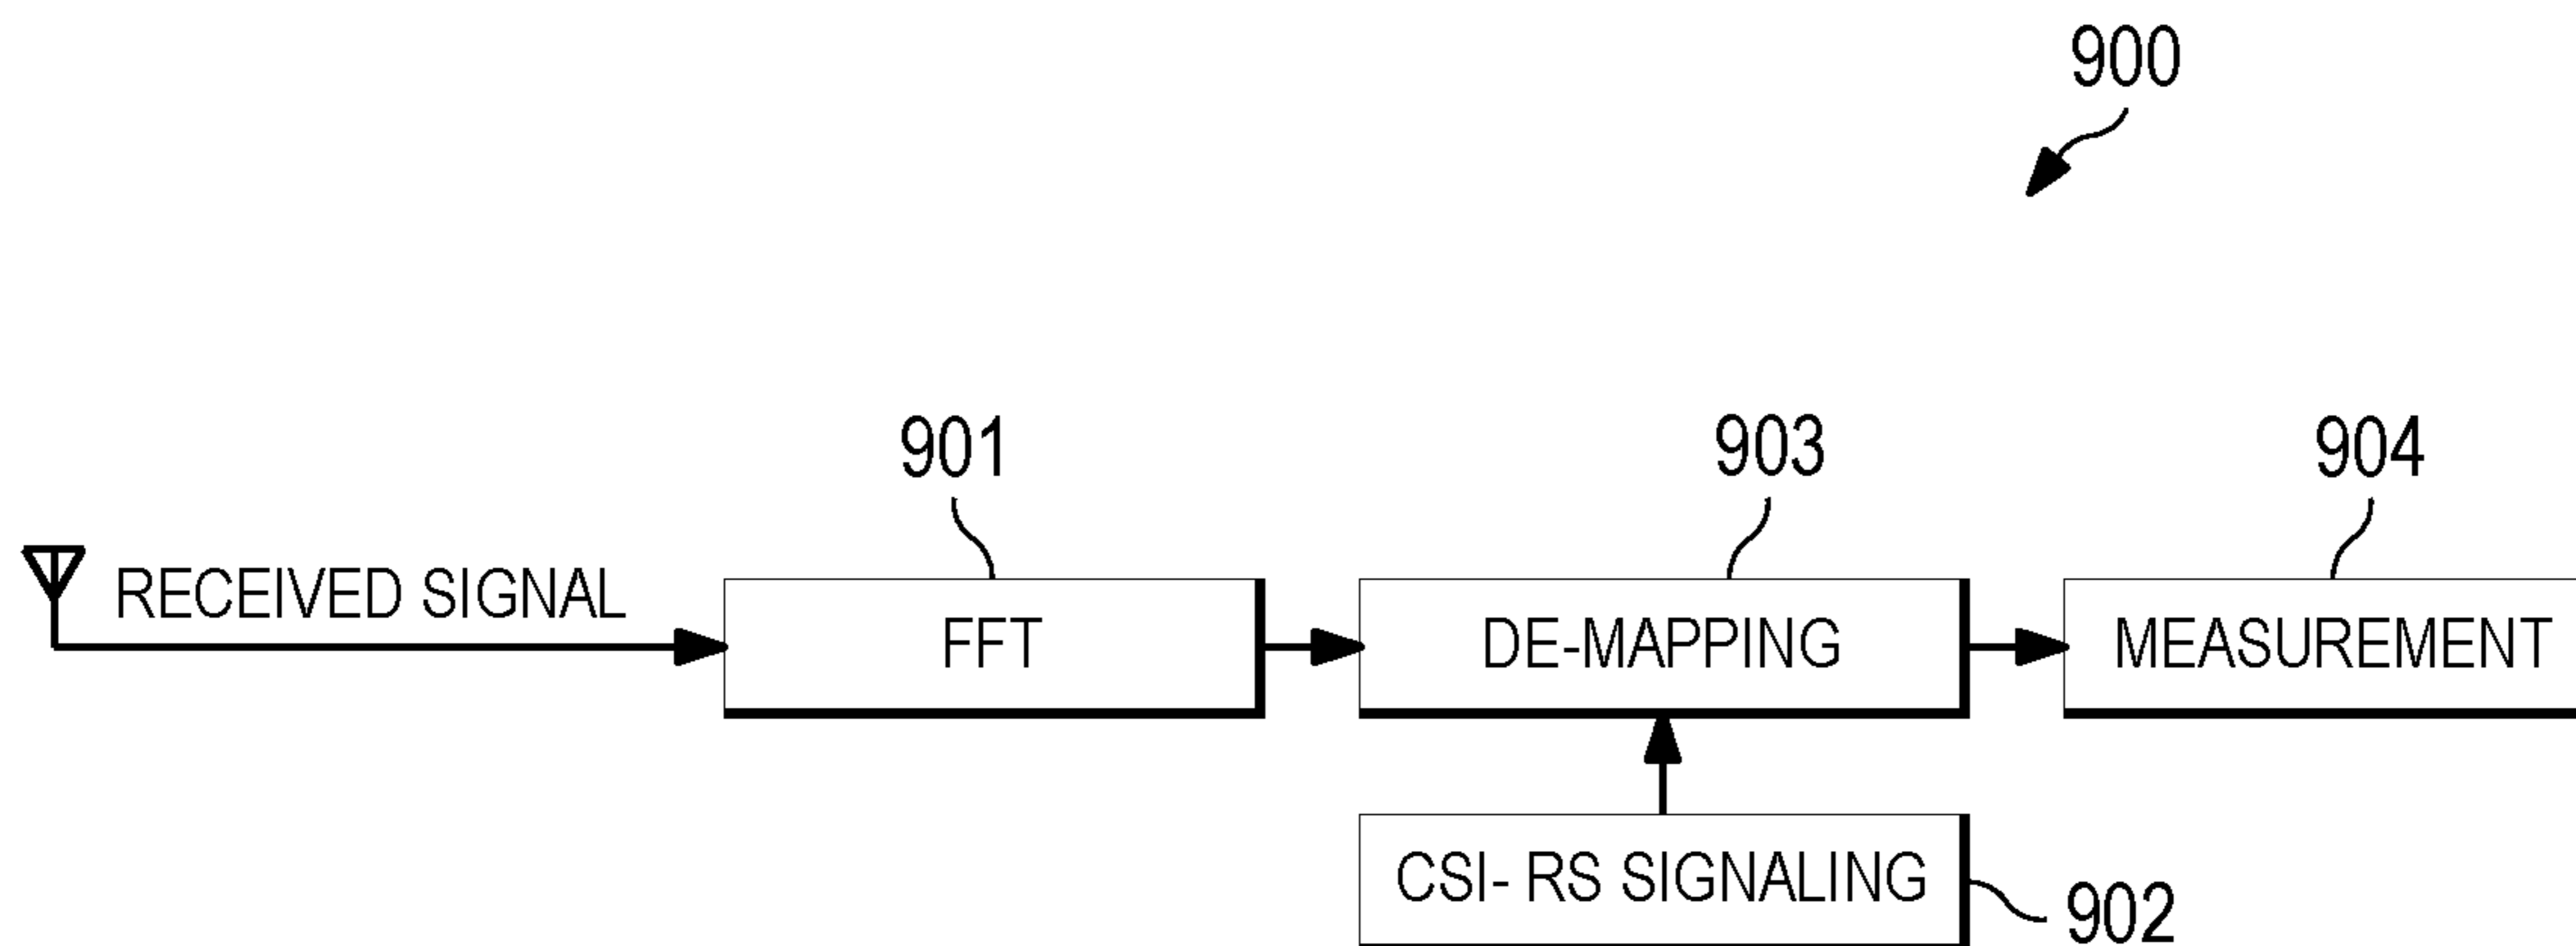 900
901
903
904
RECEIVED SIGNAL
FFT
DE-MAPPING
MEASUREMENT
CSI- RS SIGNALING
902